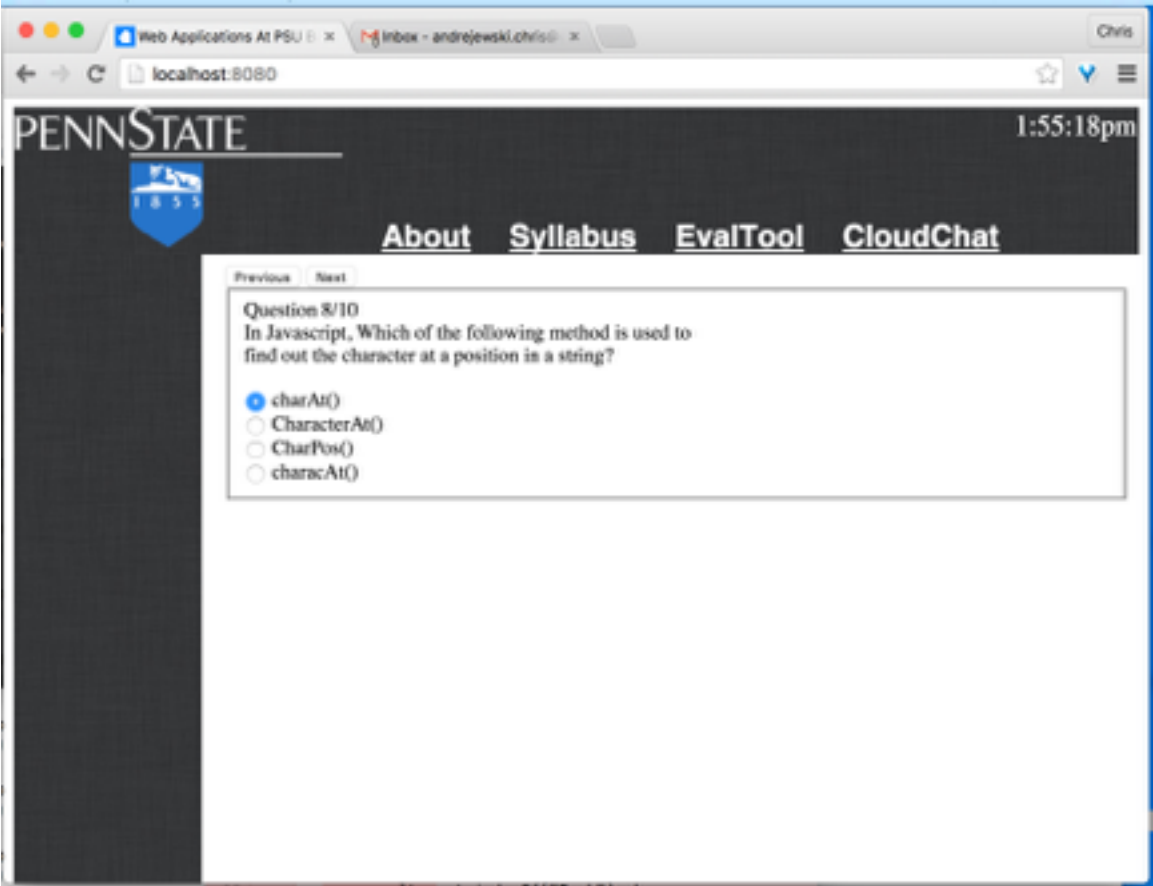 Web Applications At PSU B
Inbox - andrejewski.chris@
Chris
localhost:8080
PENNSTATE
1:55:18pm
1855
About Syllabus EvalTool CloudChat
Previous Next
Question 8/10
In Javascript, Which of the following method is used to
find out the character at a position in a string?
charAt()
CharacterAt()
CharPos()
characAt()